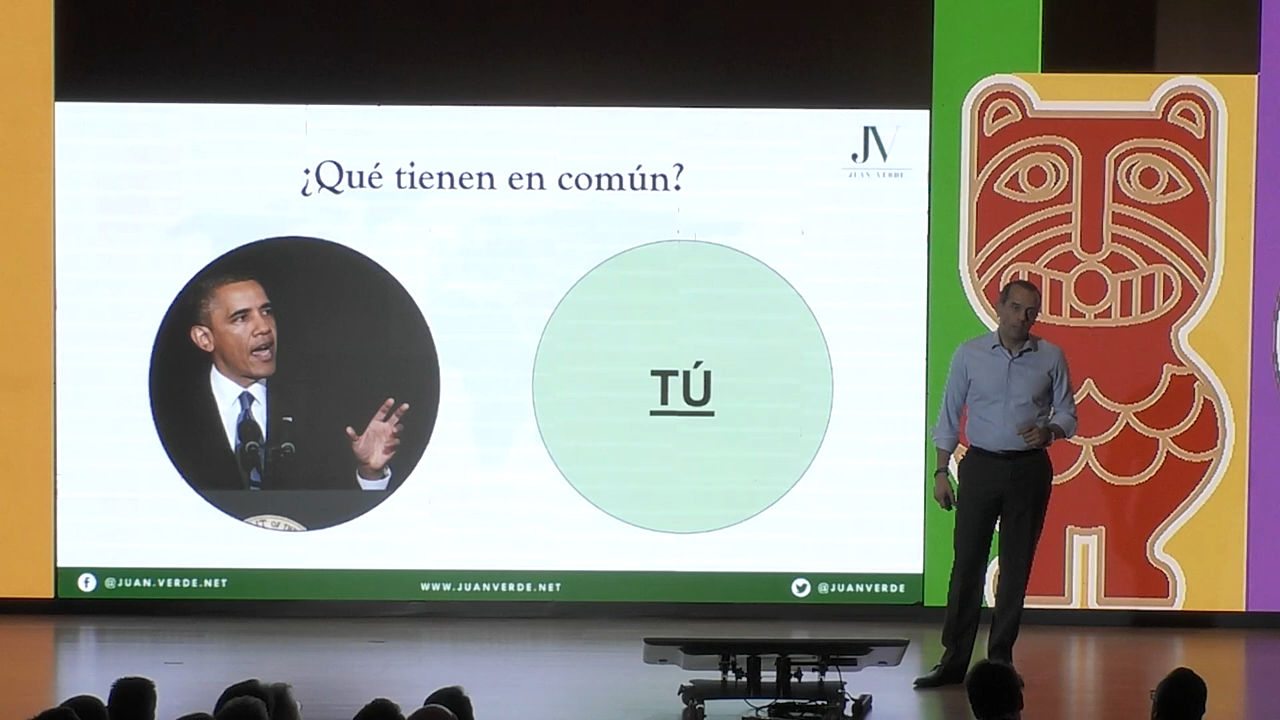 ¿Qué tienen en común?
JV
JUAN VERDE
TÚ
@JUAN.VERDE.NET
WWW.JUANVERDE.NET
@JUANVERDE